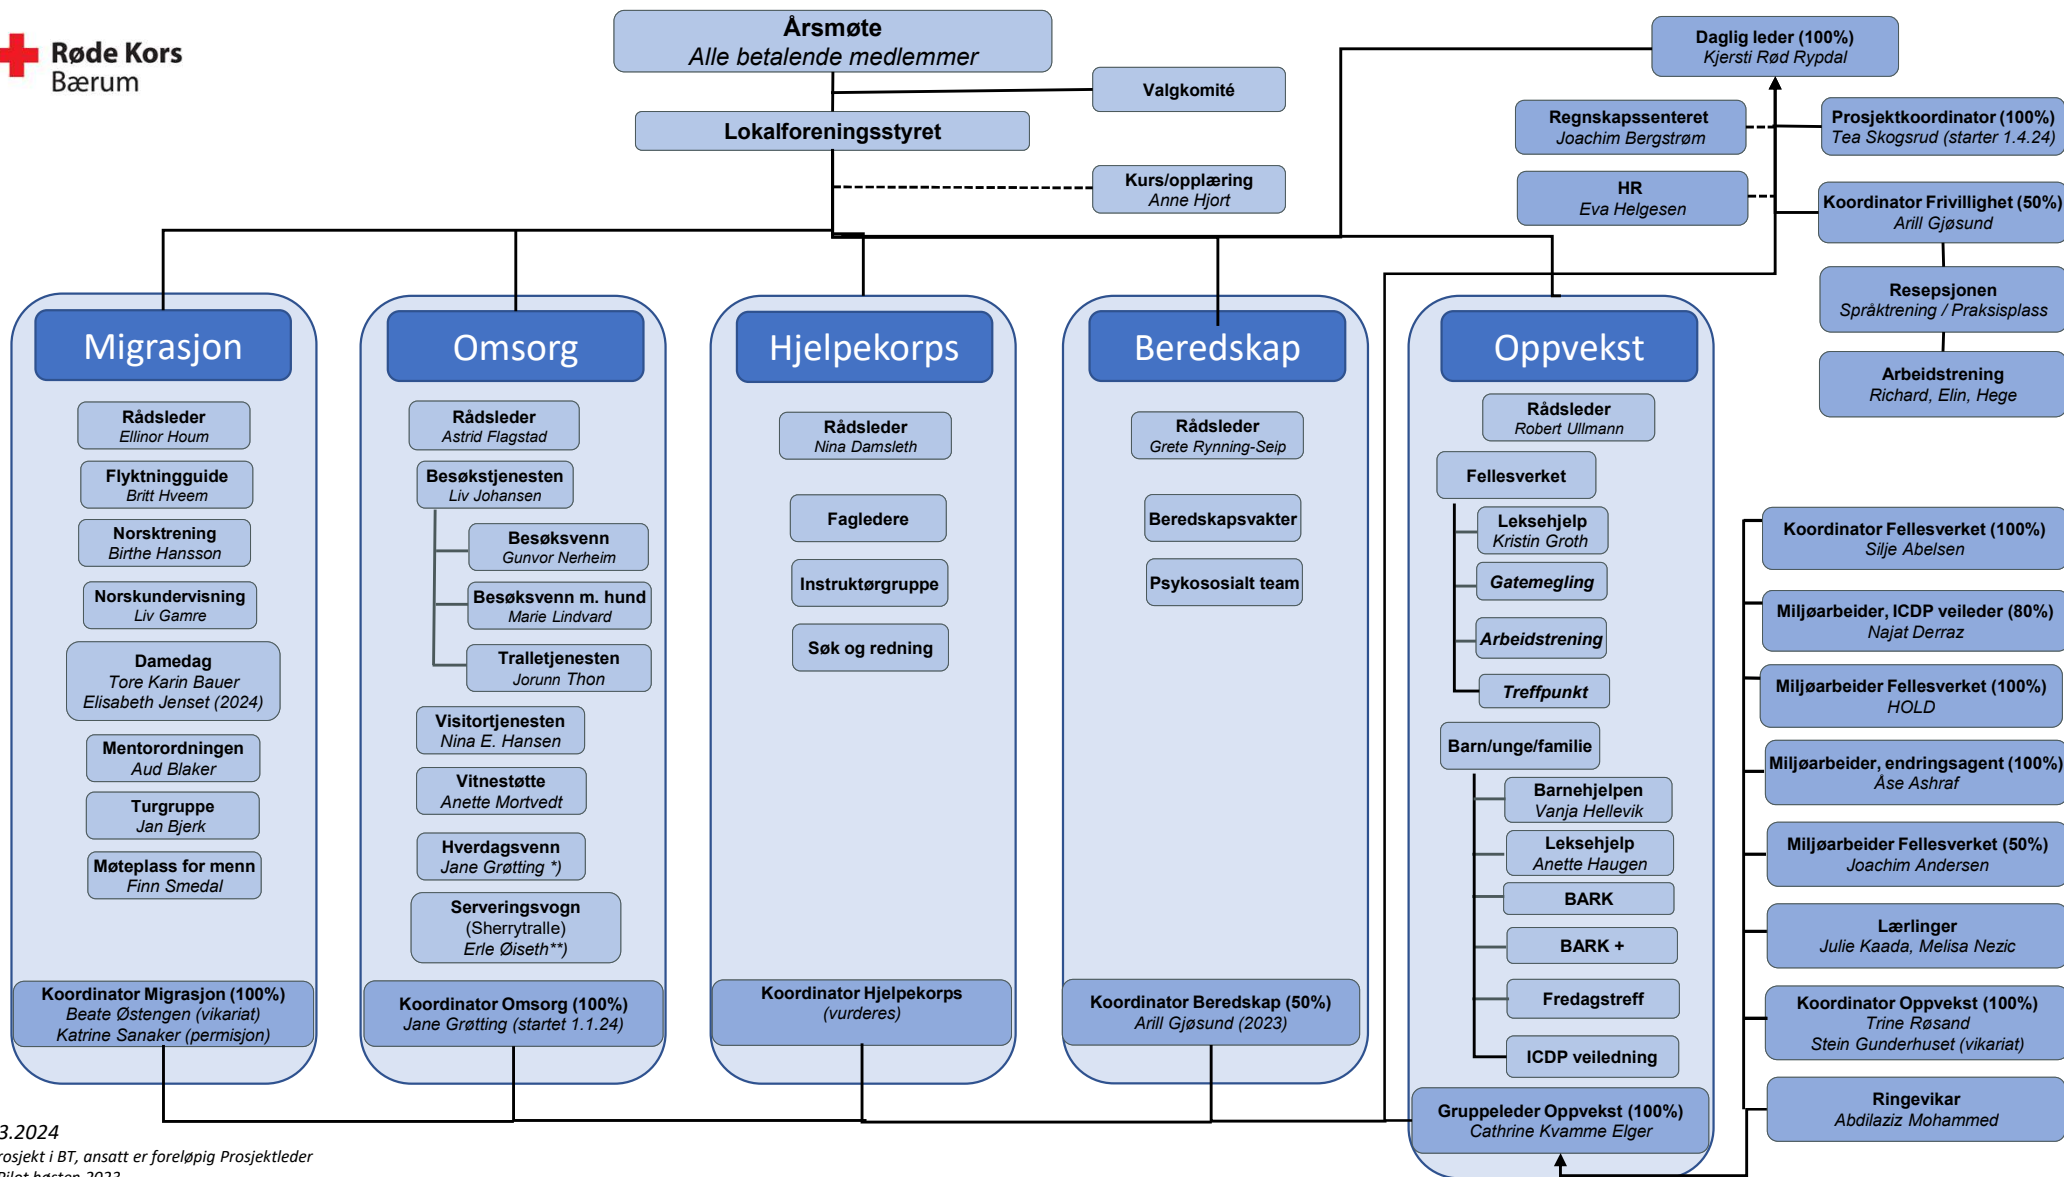 Røde Kors
Bærum
Årsmøte
Alle betalende medlemmer
Valgkomité
Lokalforeningsstyret
Kurs/opplæring
Anne Hjort
Daglig leder (100%)
Kjersti Rød Rypdal
Regnskapssenteret
Joachim Bergstrøm
Prosjektkoordinator (100%)
Tea Skogsrud (starter 1.4.24)
HR
Eva Helgesen
Koordinator Frivillighet (50%)
Arill Gjøsund
Resepsjonen
Språktrening / Praksisplass
Arbeidstrening
Richard, Elin, Hege
Migrasjon
Rådsleder
Ellinor Houm
Flyktningguide
Britt Hveem
Norsktrening
Birthe Hansson
Norskundervisning
Liv Gamre
Damedag
Tore Karin Bauer
Elisabeth Jenset (2024)
Mentorordningen
Aud Blaker
Turgruppe
Jan Bjerk
Møteplass for menn
Finn Smedal
Koordinator Migrasjon (100%)
Beate Østengen (vikariat)
Katrine Sanaker (permisjon)
Omsorg
Rådsleder
Astrid Flagstad
Besøkstjenesten
Liv Johansen
Besøksvenn
Gunvor Nerheim
Besøksvenn m. hund
Marie Lindvard
Tralletjenesten
Jorunn Thon
Visitortjenesten
Nina E. Hansen
Vitnestøtte
Anette Mortvedt
Hverdagsvenn
Jane Grøtting *)
Serveringsvogn
(Sherrytralle)
Erle Øiseth**)
Koordinator Omsorg (100%)
Jane Grøtting (startet 1.1.24)
Hjelpekorps
Rådsleder
Nina Damsleth
Fagledere
Instruktørgruppe
Søk og redning
Koordinator Hjelpekorps
(vurderes)
Beredskap
Rådsleder
Grete Rynning-Seip
Beredskapsvakter
Psykososialt team
Koordinator Beredskap (50%)
Arill Gjøsund (2023)
Oppvekst
Rådsleder
Robert Ullmann
Fellesverket
Leksehjelp
Kristin Groth
Gatemegling
Arbeidstrening
Treffpunkt
Barn/unge/familie
Barnehjelpen
Vanja Hellevik
Leksehjelp
Anette Haugen
BARK
BARK +
Fredagstreff
ICDP veiledning
Gruppeleder Oppvekst (100%)
Cathrine Kvamme Elger
Koordinator Fellesverket (100%)
Silje Abelsen
Miljøarbeider, ICDP veileder (80%)
Najat Derraz
Miljøarbeider Fellesverket (100%)
HOLD
Miljøarbeider, endringsagent (100%)
Åse Ashraf
Miljøarbeider Fellesverket (50%)
Joachim Andersen
Lærlinger
Julie Kaada, Melisa Nezic
Koordinator Oppvekst (100%)
Trine Røsand
Stein Gunderhuset (vikariat)
Ringevikar
Abdilaziz Mohammed
3.2024
rosjekt i BT, ansatt er foreløpig Prosjektleder